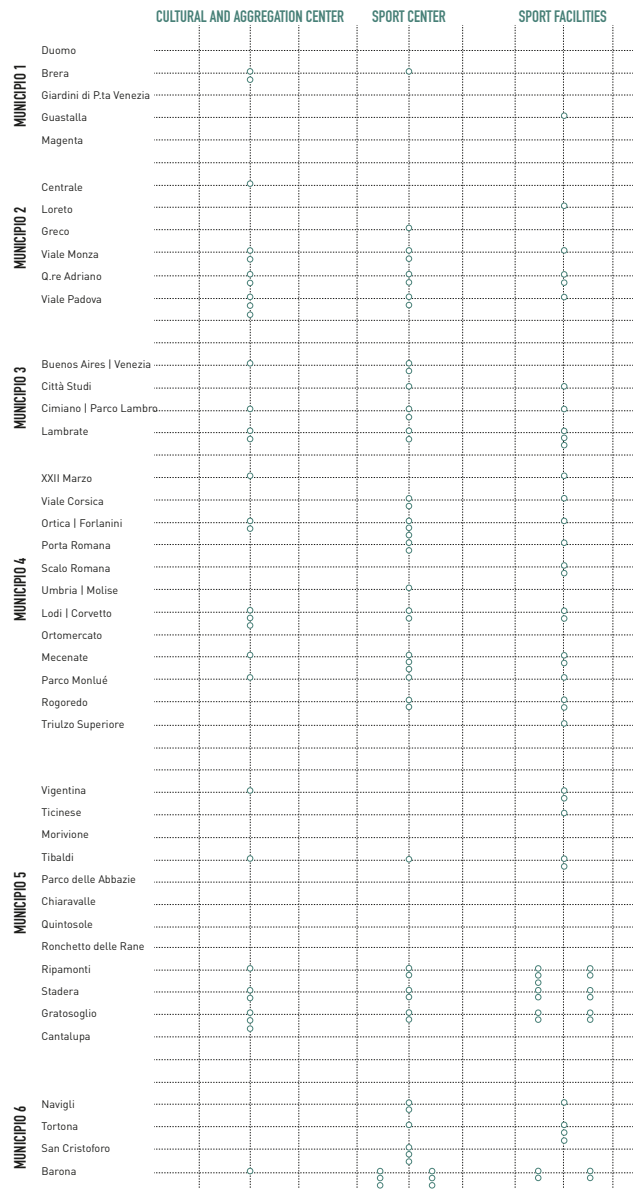 CULTURAL AND AGGREGATION CENTER SPORT CENTER SPORT FACILITIES
MUNICIPIO 1
Duomo
Brera
Giardini di P.ta Venezia
Guastalla
Magenta
MUNICIPIO 2
Centrale
Loreto
Greco
Viale Monza
Q.re Adriano
Viale Padova
MUNICIPIO 3
Buenos Aires | Venezia
Città Studi
Cimiano | Parco Lambro
Lambrate
MUNICIPIO 4
XXII Marzo
Viale Corsica
Ortica | Forlanini
Porta Romana
Scalo Romana
Umbria | Molise
Lodi | Corvetto
Ortomercato
Mecenate
Parco Monlué
Rogoredo
Triulzo Superiore
MUNICIPIO 5
Vigentina
Ticinese
Morivione
Tibaldi
Parco delle Abbazie
Chiaravalle
Quintosole
Ronchetto delle Rane
Ripamonti
Stadera
Gratosoglio
Cantalupa
MUNICIPIO 6
Navigli
Tortona
San Cristoforo
Barona